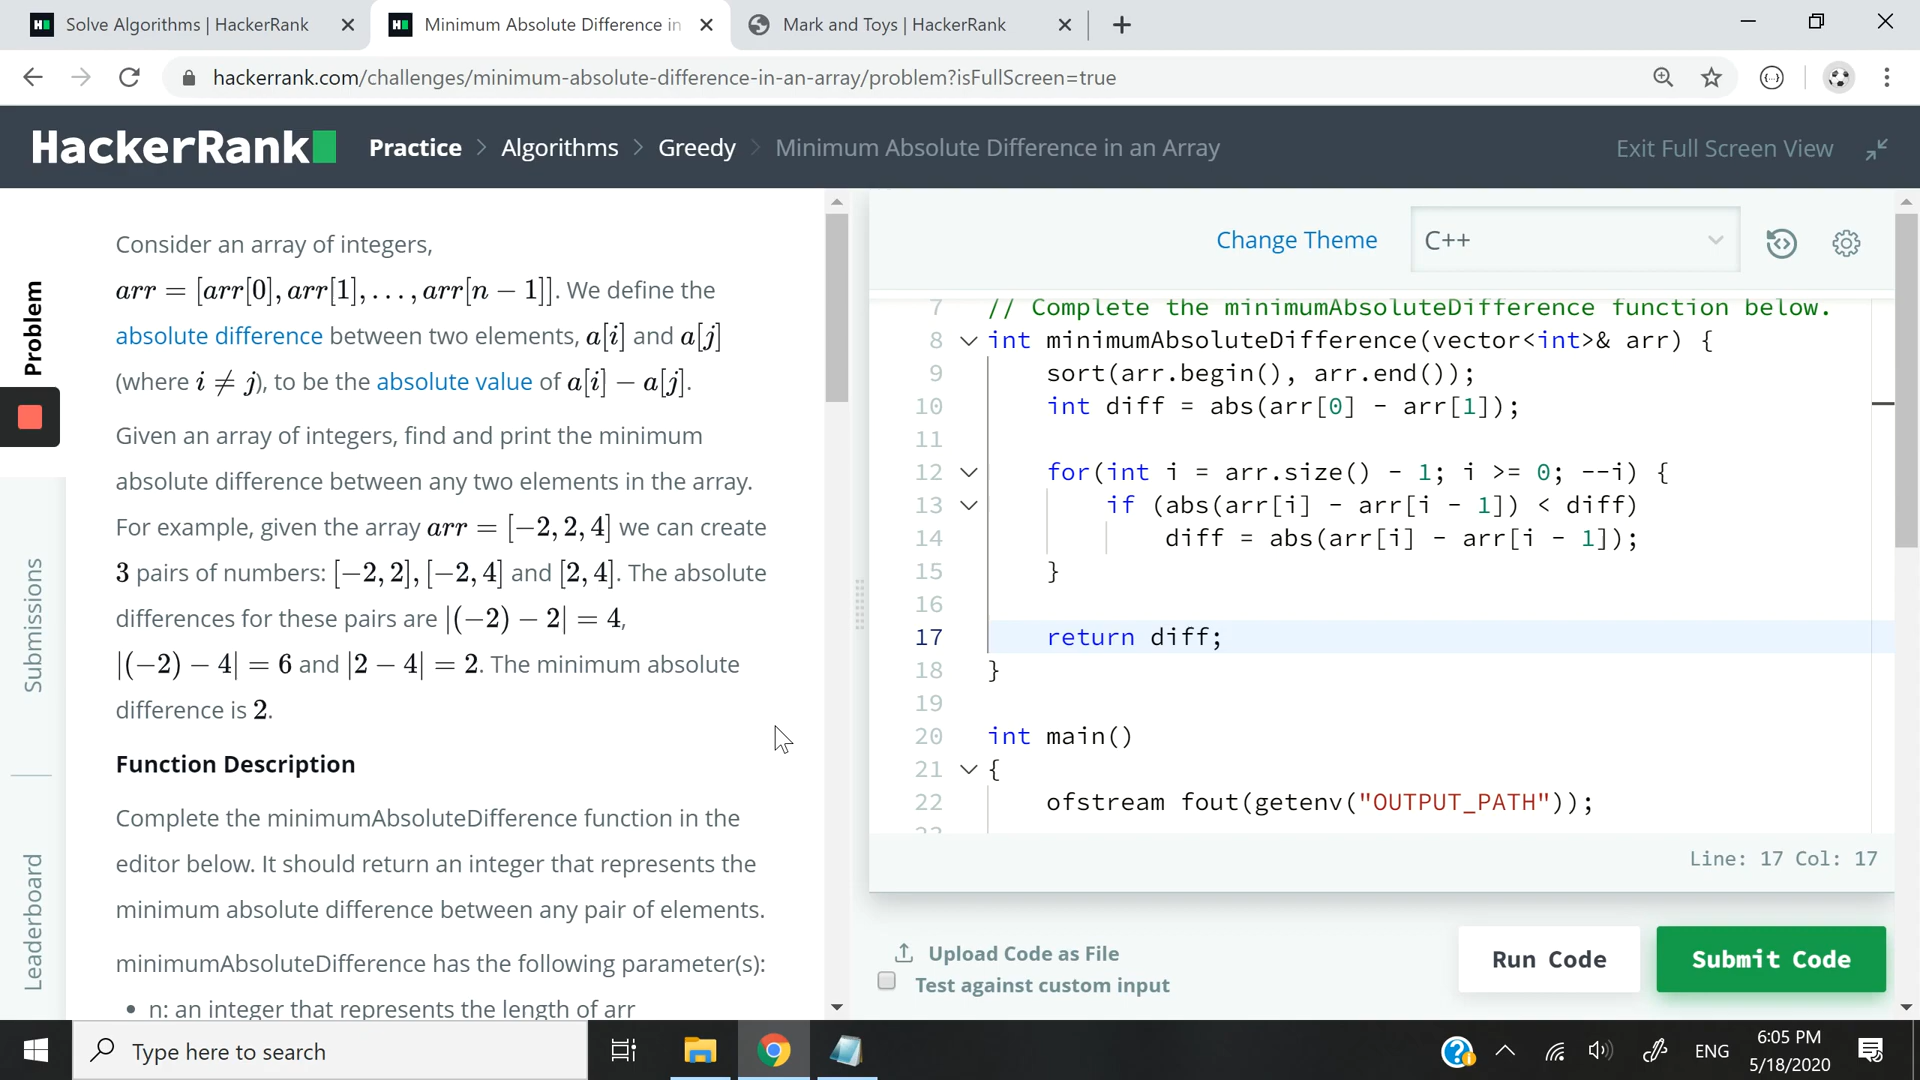 Solve Algorithms | HackerRank
Minimum Absolute Difference in
Mark and Toys | HackerRank
hackerrank.com/challenges/minimum-absolute-difference-in-an-array/problem?isFullScreen=true
HackerRank
Practice > Algorithms > Greedy > Minimum Absolute Difference in an Array
Exit Full Screen View
Problem
Submissions
Leaderboard
Consider an array of integers,
arr = [arr[0], arr[1], . . . , arr[n − 1]]. We define the
absolute difference between two elements, a[i] and a[j]
(where i ≠ j), to be the absolute value of a[i] − a[j].
Given an array of integers, find and print the minimum
absolute difference between any two elements in the array.
For example, given the array arr = [−2, 2, 4] we can create
3 pairs of numbers: [−2, 2], [−2, 4] and [2, 4]. The absolute
differences for these pairs are |(−2) − 2| = 4,
|(−2) − 4| = 6 and |2 − 4| = 2. The minimum absolute
difference is 2.
Function Description
Complete the minimumAbsoluteDifference function in the
editor below. It should return an integer that represents the
minimum absolute difference between any pair of elements.
minimumAbsoluteDifference has the following parameter(s):
• n: an integer that represents the length of arr
Change Theme
C++
7 // Complete the minimumAbsoluteDifference function below.
8 int minimumAbsoluteDifference(vector<int>& arr) {
9 sort(arr.begin(), arr.end());
10 int diff = abs(arr[0] - arr[1]);
11
12 for(int i = arr.size() - 1; i >= 0; --i) {
13 if (abs(arr[i] - arr[i - 1]) < diff)
14 diff = abs(arr[i] - arr[i - 1]);
15 }
16
17 return diff;
18 }
19
20 int main()
21 {
22 ofstream fout(getenv("OUTPUT_PATH"));
Line: 17 Col: 17
Upload Code as File
Test against custom input
Run Code
Submit Code
Type here to search
ENG
6:05 PM
5/18/2020